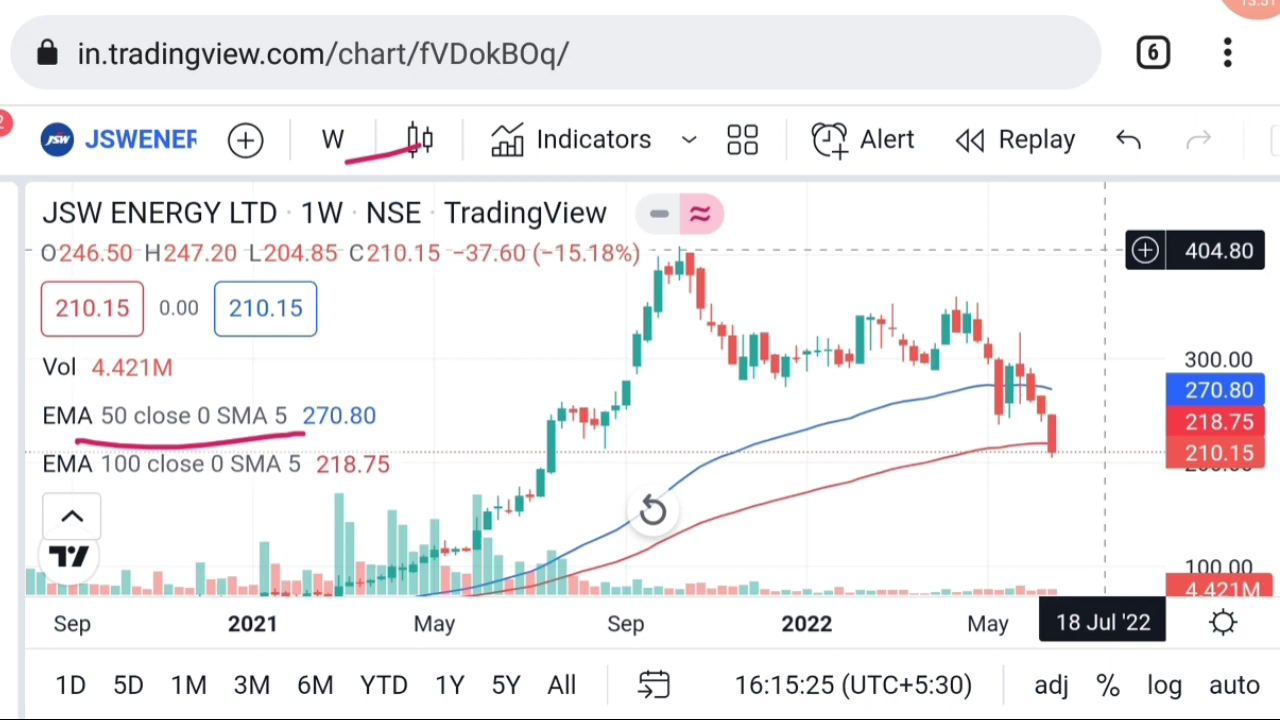 13:51
in.tradingview.com/chart/fVDokBOq/
6
2
JSW JSWENER
W
Indicators
Alert
Replay
JSW ENERGY LTD · 1W · NSE · TradingView
O246.50 H247.20 L204.85 C210.15 −37.60 (−15.18%)
404.80
210.15 0.00 210.15
Vol 4.421M
300.00
270.80
EMA 50 close 0 SMA 5 270.80
218.75
210.15
EMA 100 close 0 SMA 5 218.75
100.00
4.421M
Sep 2021 May Sep 2022 May 18 Jul '22
1D 5D 1M 3M 6M YTD 1Y 5Y All
16:15:25 (UTC+5:30)
adj % log auto